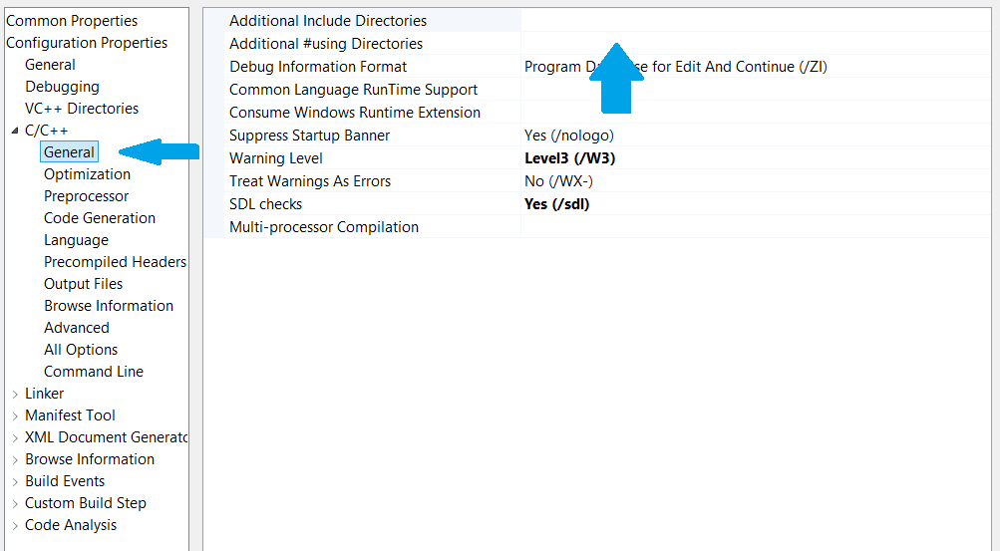 Common Properties
Configuration Properties
General
Debugging
VC++ Directories
C/C++
General
Optimization
Preprocessor
Code Generation
Language
Precompiled Headers
Output Files
Browse Information
Advanced
All Options
Command Line
Linker
Manifest Tool
XML Document Generato
Browse Information
Build Events
Custom Build Step
Code Analysis
Additional Include Directories
Additional #using Directories
Debug Information Format Program Da se for Edit And Continue (/ZI)
Common Language RunTime Support
Consume Windows Runtime Extension
Suppress Startup Banner Yes (/nologo)
Warning Level Level3 (/W3)
Treat Warnings As Errors No (/WX-)
SDL checks Yes (/sdl)
Multi-processor Compilation